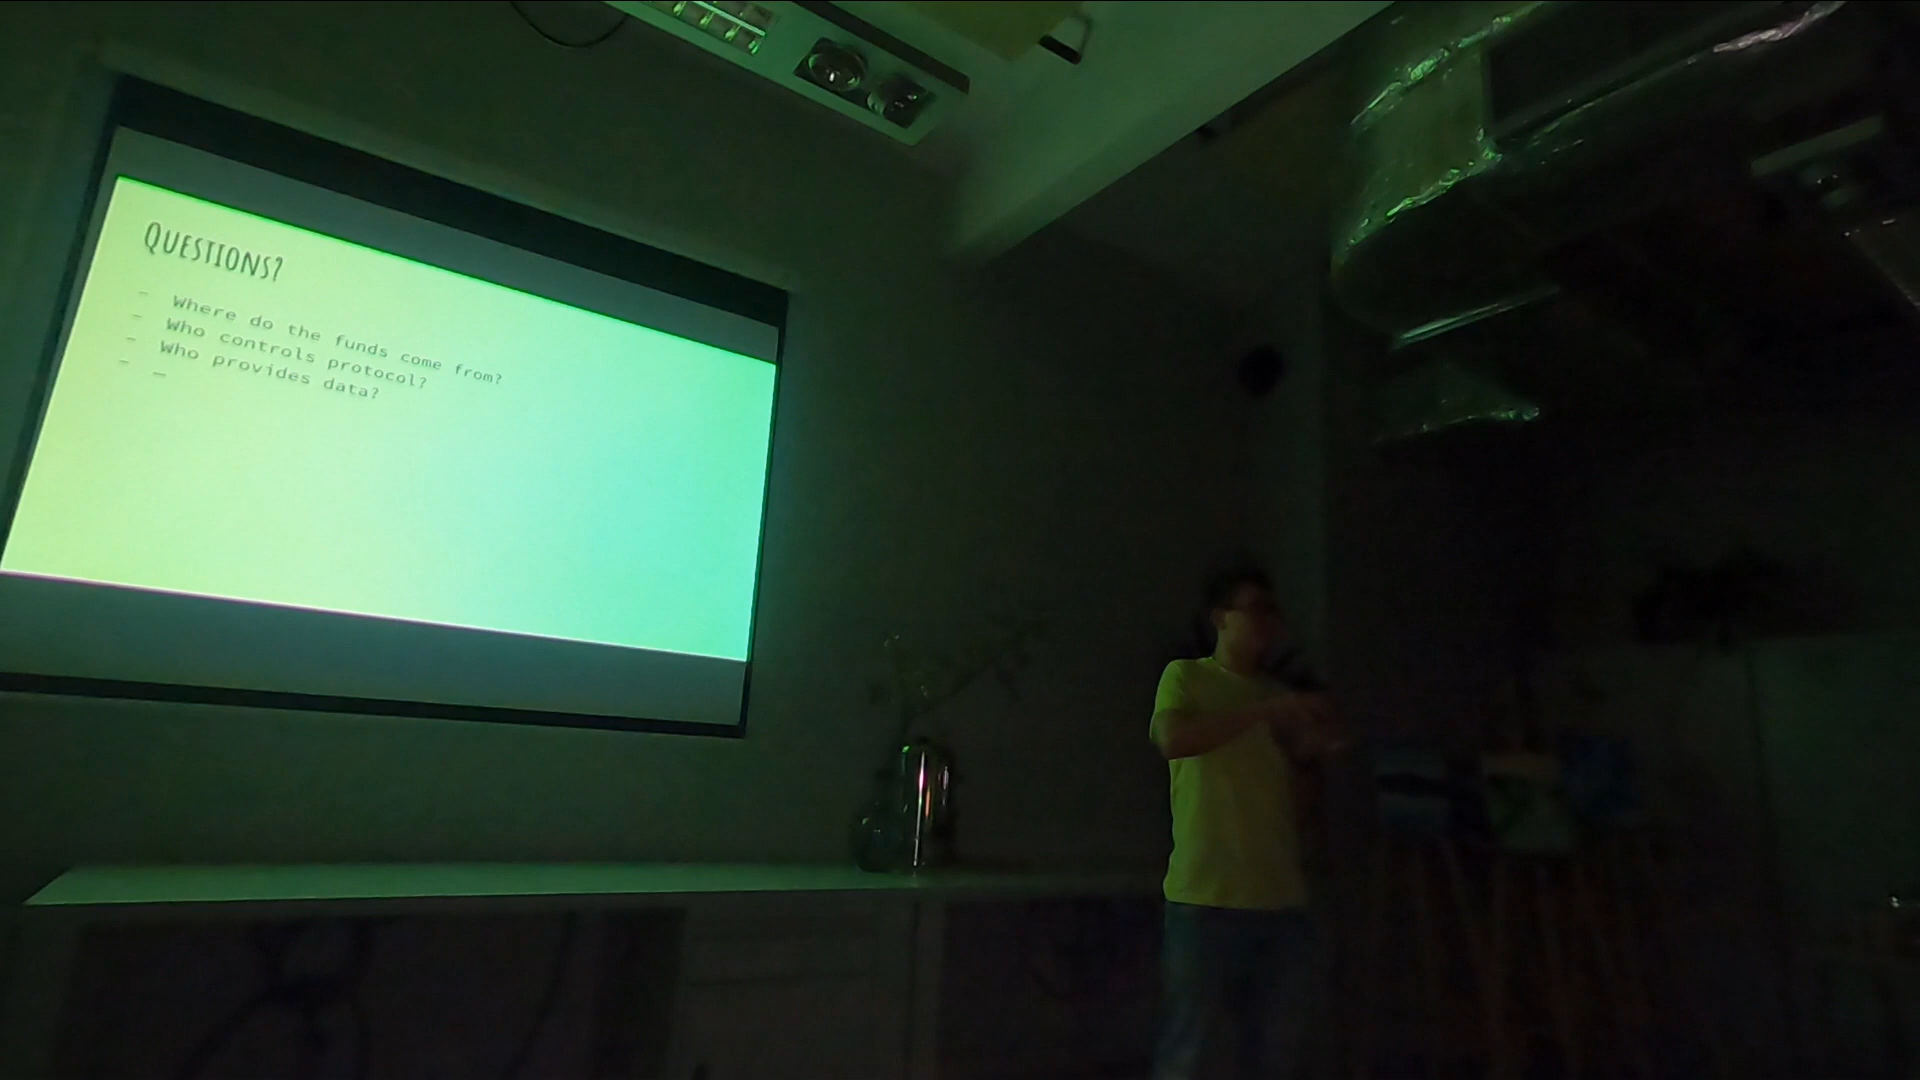 QUESTIONS?
- Where do the funds come from?
- Who controls protocol?
- Who provides data?
- —